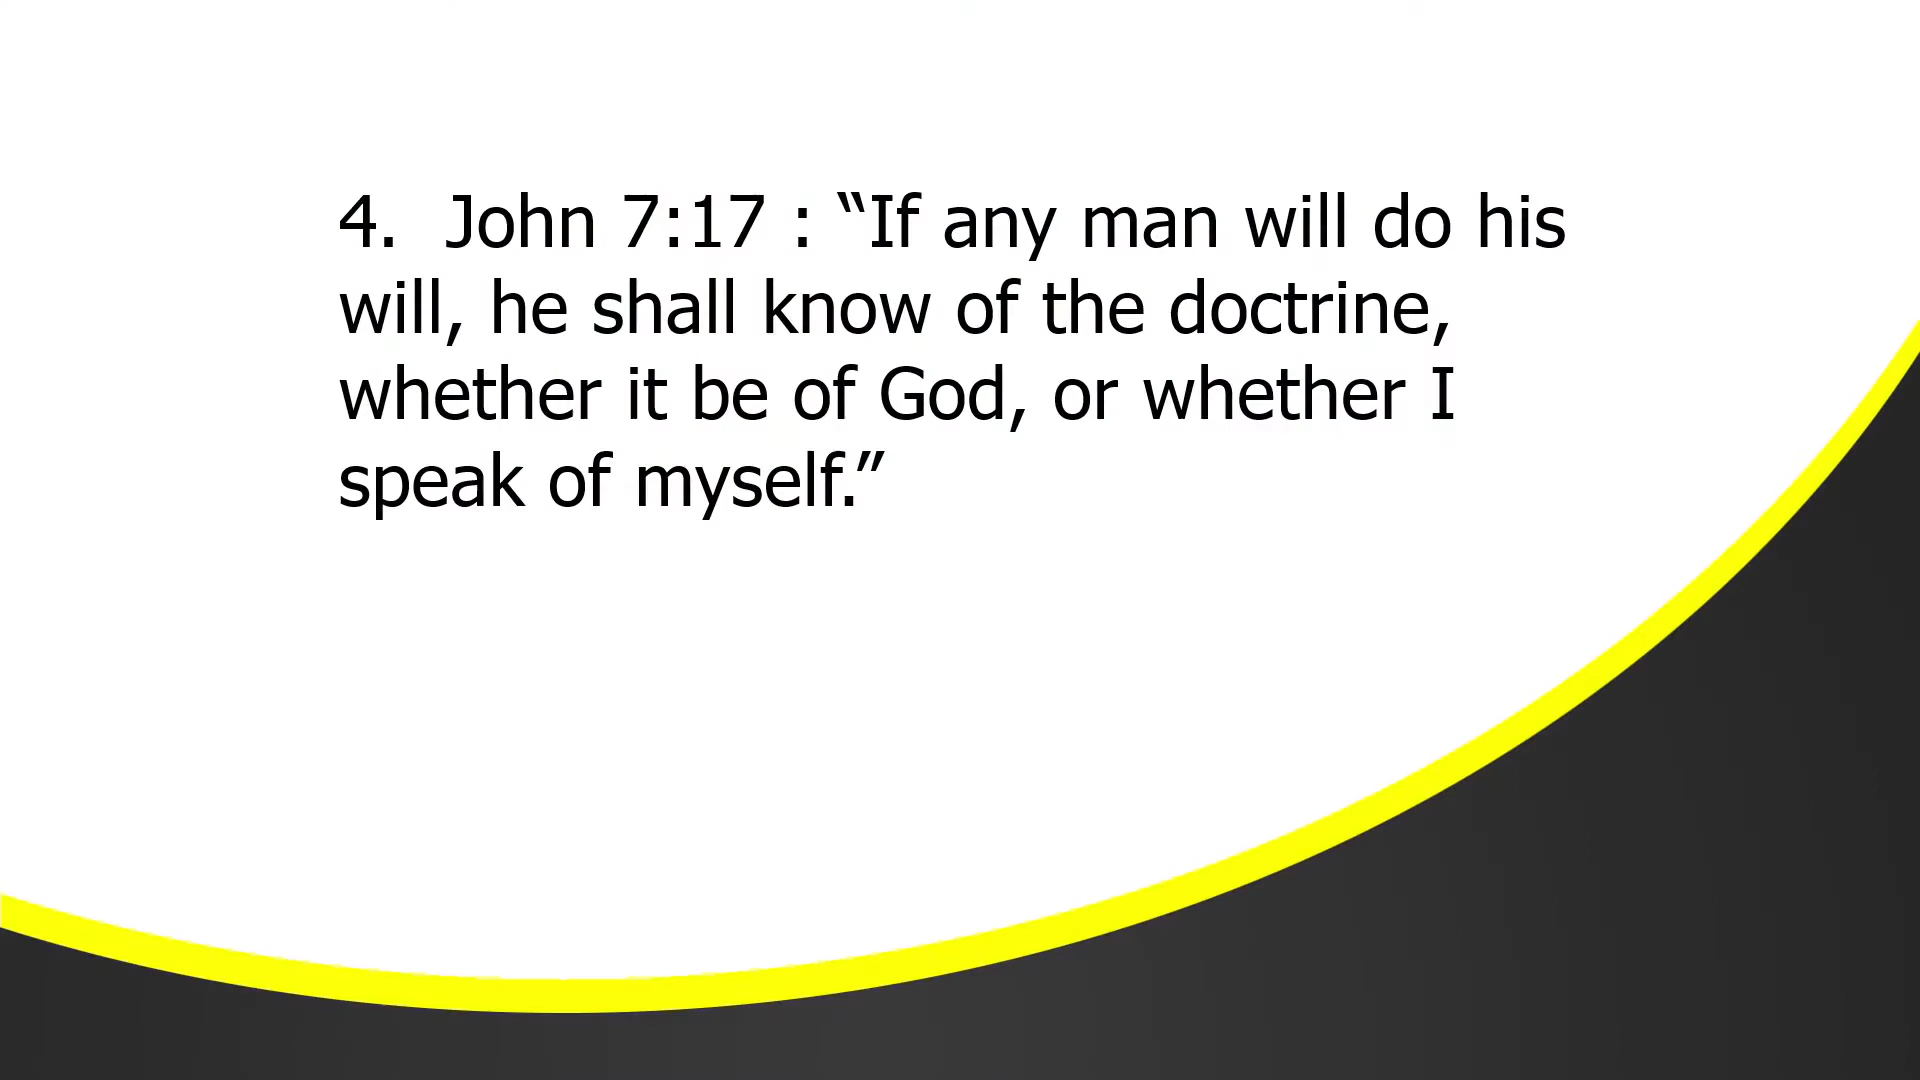 4.  John 7:17 : “If any man will do his
will, he shall know of the doctrine,
whether it be of God, or whether I
speak of myself.”